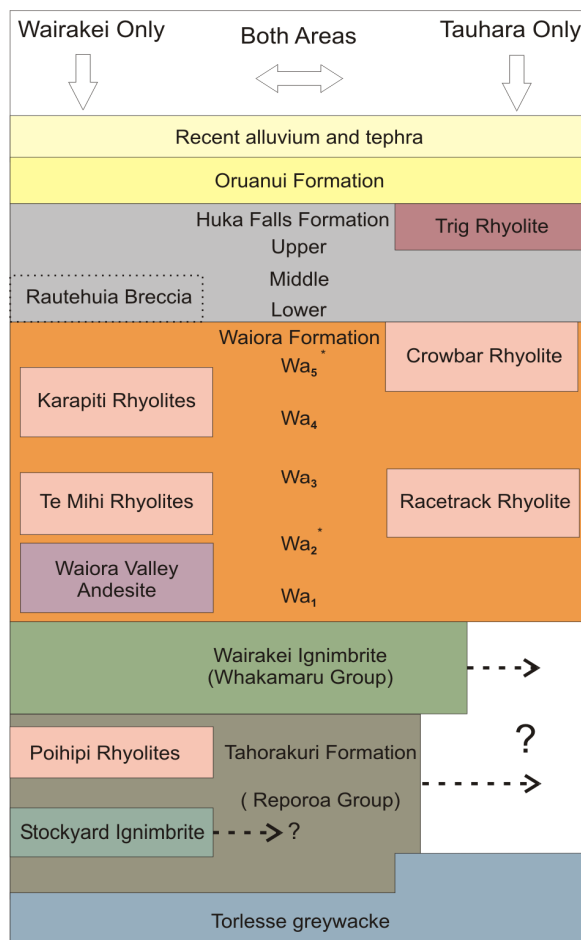 Wairakei Only
Both Areas
Tauhara Only
Recent alluvium and tephra
Oruanui Formation
Huka Falls Formation
Trig Rhyolite
Upper
Middle
Rautehuia Breccia
Lower
Waiora Formation
Crowbar Rhyolite
Wa₅*
Karapiti Rhyolites
Wa₄
Wa₃
Te Mihi Rhyolites
Racetrack Rhyolite
Wa₂*
Waiora Valley
Andesite
Wa₁
Wairakei Ignimbrite
(Whakamaru Group)
?
Poihipi Rhyolites
Tahorakuri Formation
( Reporoa Group)
Stockyard Ignimbrite
?
Torlesse greywacke